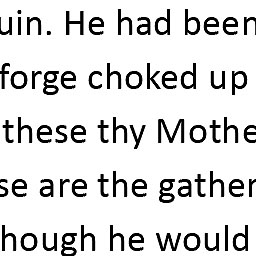 uin. He had been
forge choked up
these thy Mothe
se are the gather
hough he would